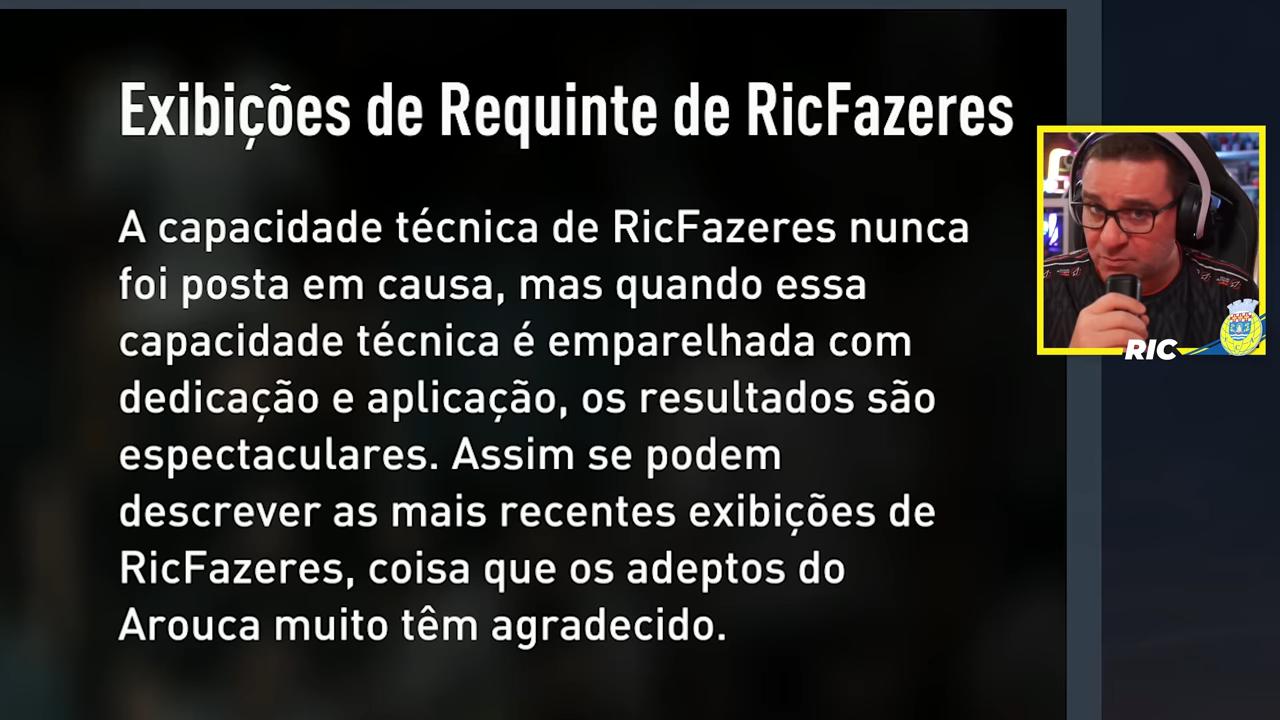 Exibições de Requinte de RicFazeres
A capacidade técnica de RicFazeres nunca
foi posta em causa, mas quando essa
capacidade técnica é emparelhada com
dedicação e aplicação, os resultados são
espectaculares. Assim se podem
descrever as mais recentes exibições de
RicFazeres, coisa que os adeptos do
Arouca muito têm agradecido.
RIC